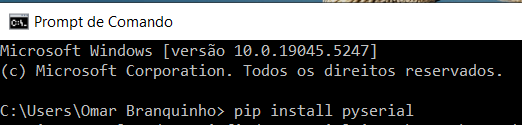 Prompt de Comando
Microsoft Windows [versão 10.0.19045.5247]
(c) Microsoft Corporation. Todos os direitos reservados.
C:\Users\Omar Branquinho> pip install pyserial